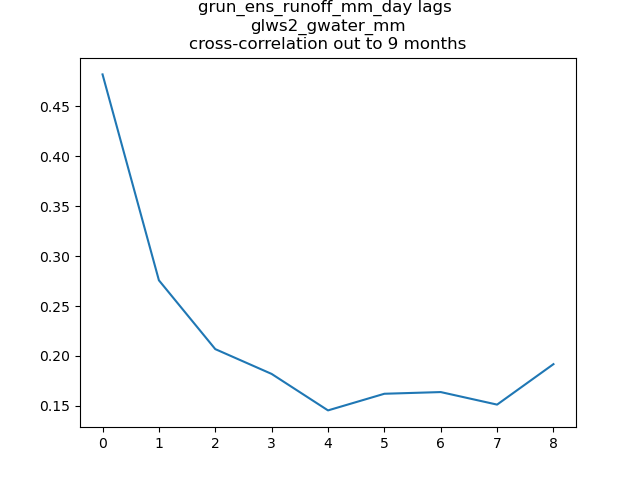 grun_ens_runoff_mm_day lags
glws2_gwater_mm
cross-correlation out to 9 months
0.45
0.40
0.35
0.30
0.25
0.20
0.15
0 1 2 3 4 5 6 7 8